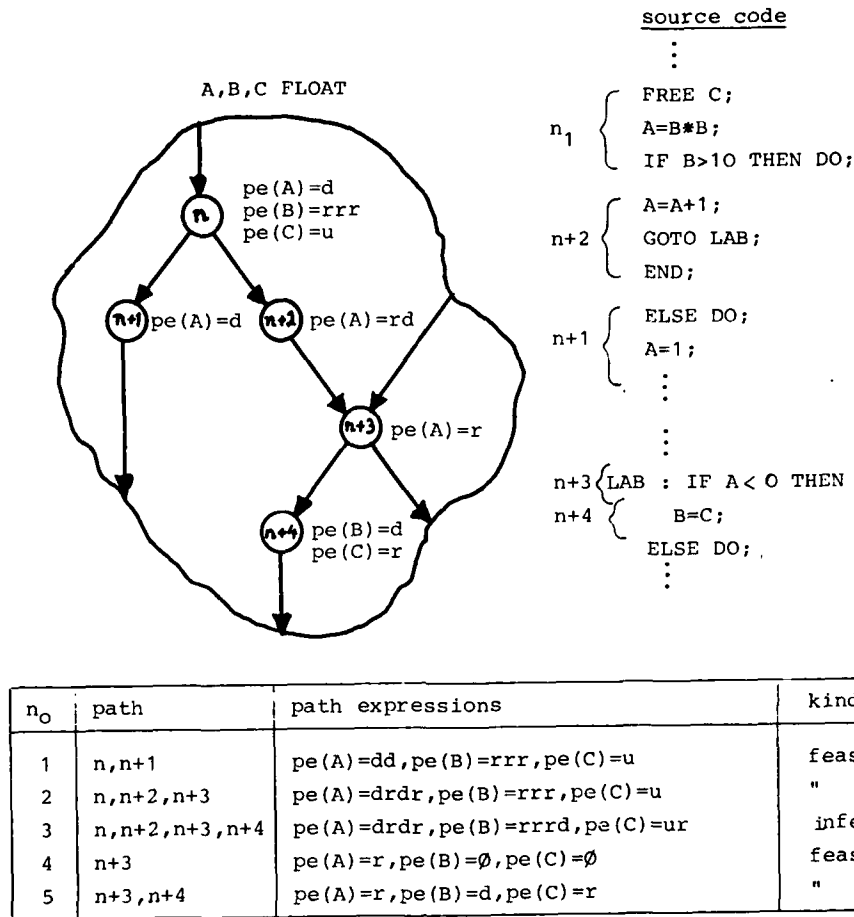 source code
⋮
A,B,C FLOAT
FREE C;
n₁ { A=B*B;
IF B>10 THEN DO;
n pe(A)=d
pe(B)=rrr
pe(C)=u
A=A+1;
n+2 { GOTO LAB;
END;
n+1 pe(A)=d n+2 pe(A)=rd
ELSE DO;
n+1 { A=1;
⋮
⋮
n+3 pe(A)=r
n+3 { LAB : IF A< O THEN
n+4 { B=C;
ELSE DO;
⋮
n+4 pe(B)=d
pe(C)=r
n₀ path path expressions
1 n,n+1 pe(A)=dd,pe(B)=rrr,pe(C)=u
2 n,n+2,n+3 pe(A)=drdr,pe(B)=rrr,pe(C)=u "
3 n,n+2,n+3,n+4 pe(A)=drdr,pe(B)=rrrd,pe(C)=ur
4 n+3 pe(A)=r,pe(B)=∅,pe(C)=∅
5 n+3,n+4 pe(A)=r,pe(B)=d,pe(C)=r "